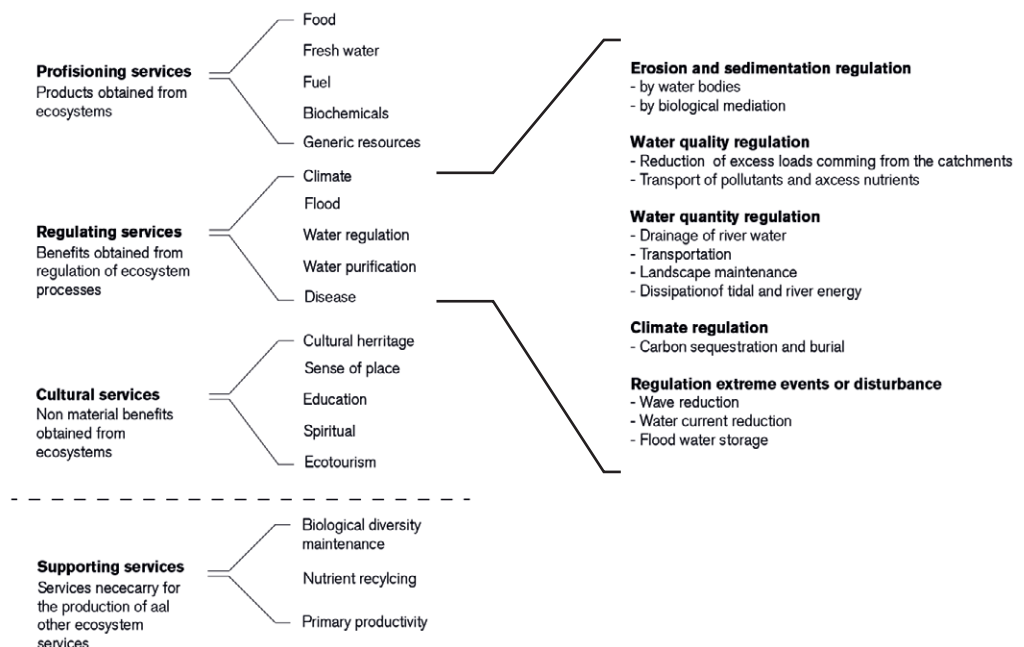 Profisioning services
Products obtained from
ecosystems
Food
Fresh water
Fuel
Biochemicals
Generic resources
Regulating services
Benefits obtained from
regulation of ecosystem
processes
Climate
Flood
Water regulation
Water purification
Disease
Cultural services
Non material benefits
obtained from
ecosystems
Cultural herritage
Sense of place
Education
Spiritual
Ecotourism
Supporting services
Services nececarry for
the production of aal
other ecosystem
services
Biological diversity
maintenance
Nutrient recylcing
Primary productivity
Erosion and sedimentation regulation
- by water bodies
- by biological mediation
Water quality regulation
- Reduction of excess loads comming from the catchments
- Transport of pollutants and axcess nutrients
Water quantity regulation
- Drainage of river water
- Transportation
- Landscape maintenance
- Dissipationof tidal and river energy
Climate regulation
- Carbon sequestration and burial
Regulation extreme events or disturbance
- Wave reduction
- Water current reduction
- Flood water storage